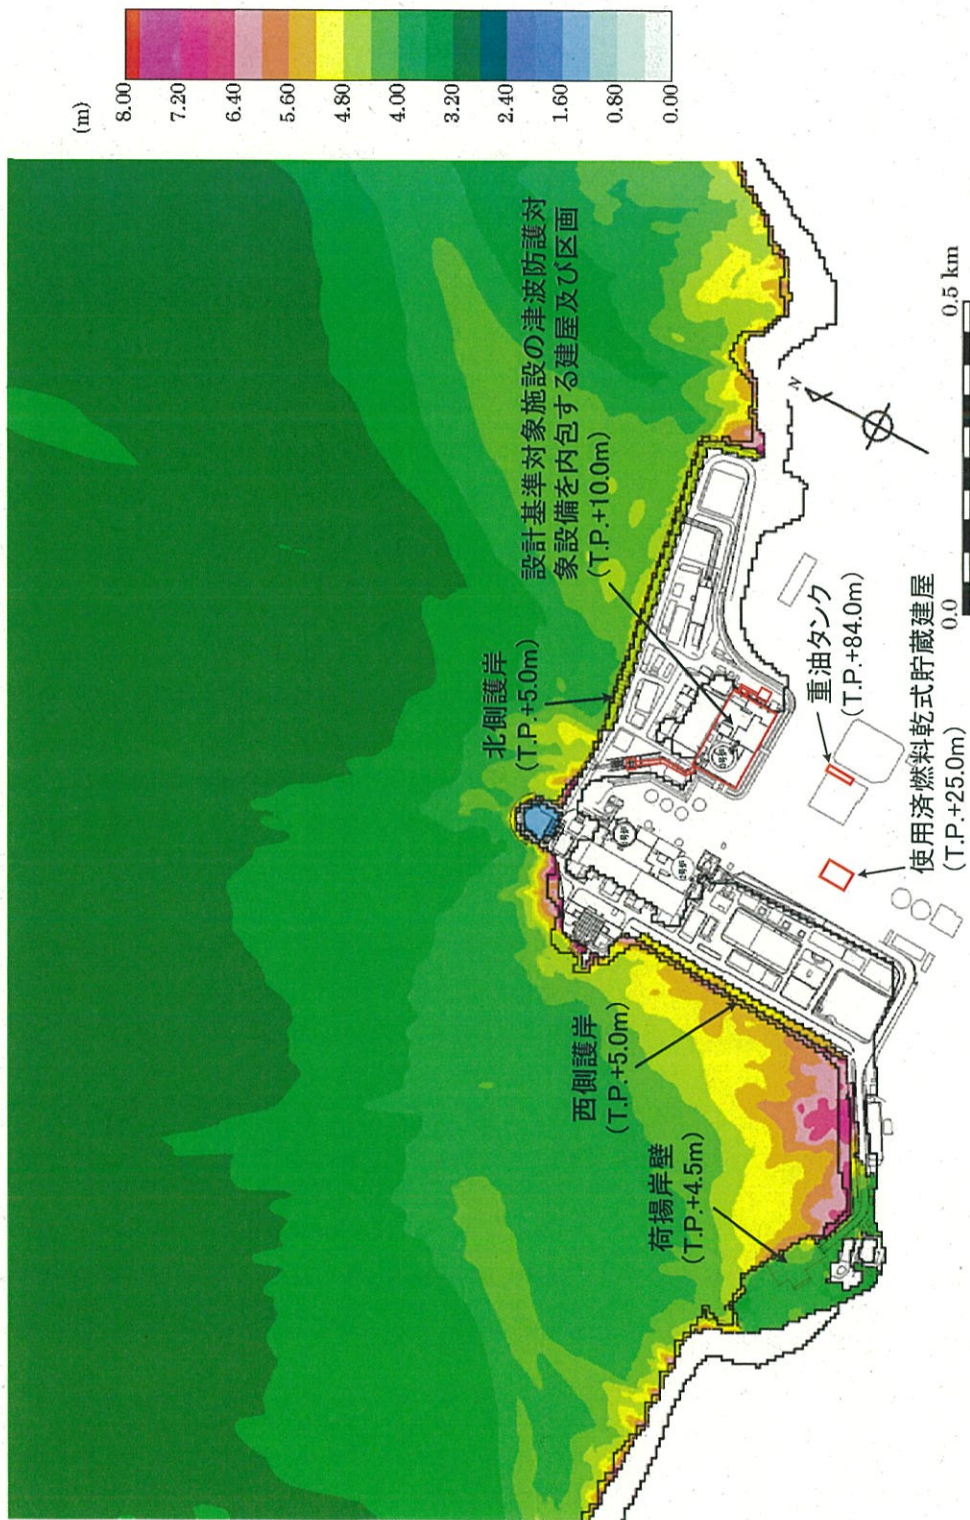 (m)
8.00
7.20
6.40
5.60
4.80
4.00
3.20
2.40
1.60
0.80
0.00
設計基準対象施設の津波防護対
象設備を内包する建屋及び区画
(T.P.+10.0m)
北側護岸
(T.P.+5.0m)
西側護岸
(T.P.+5.0m)
荷揚岸壁
(T.P.+4.5m)
重油タンク
(T.P.+84.0m)
使用済燃料乾式貯蔵建屋
(T.P.+25.0m)
N
0.0
0.5 km